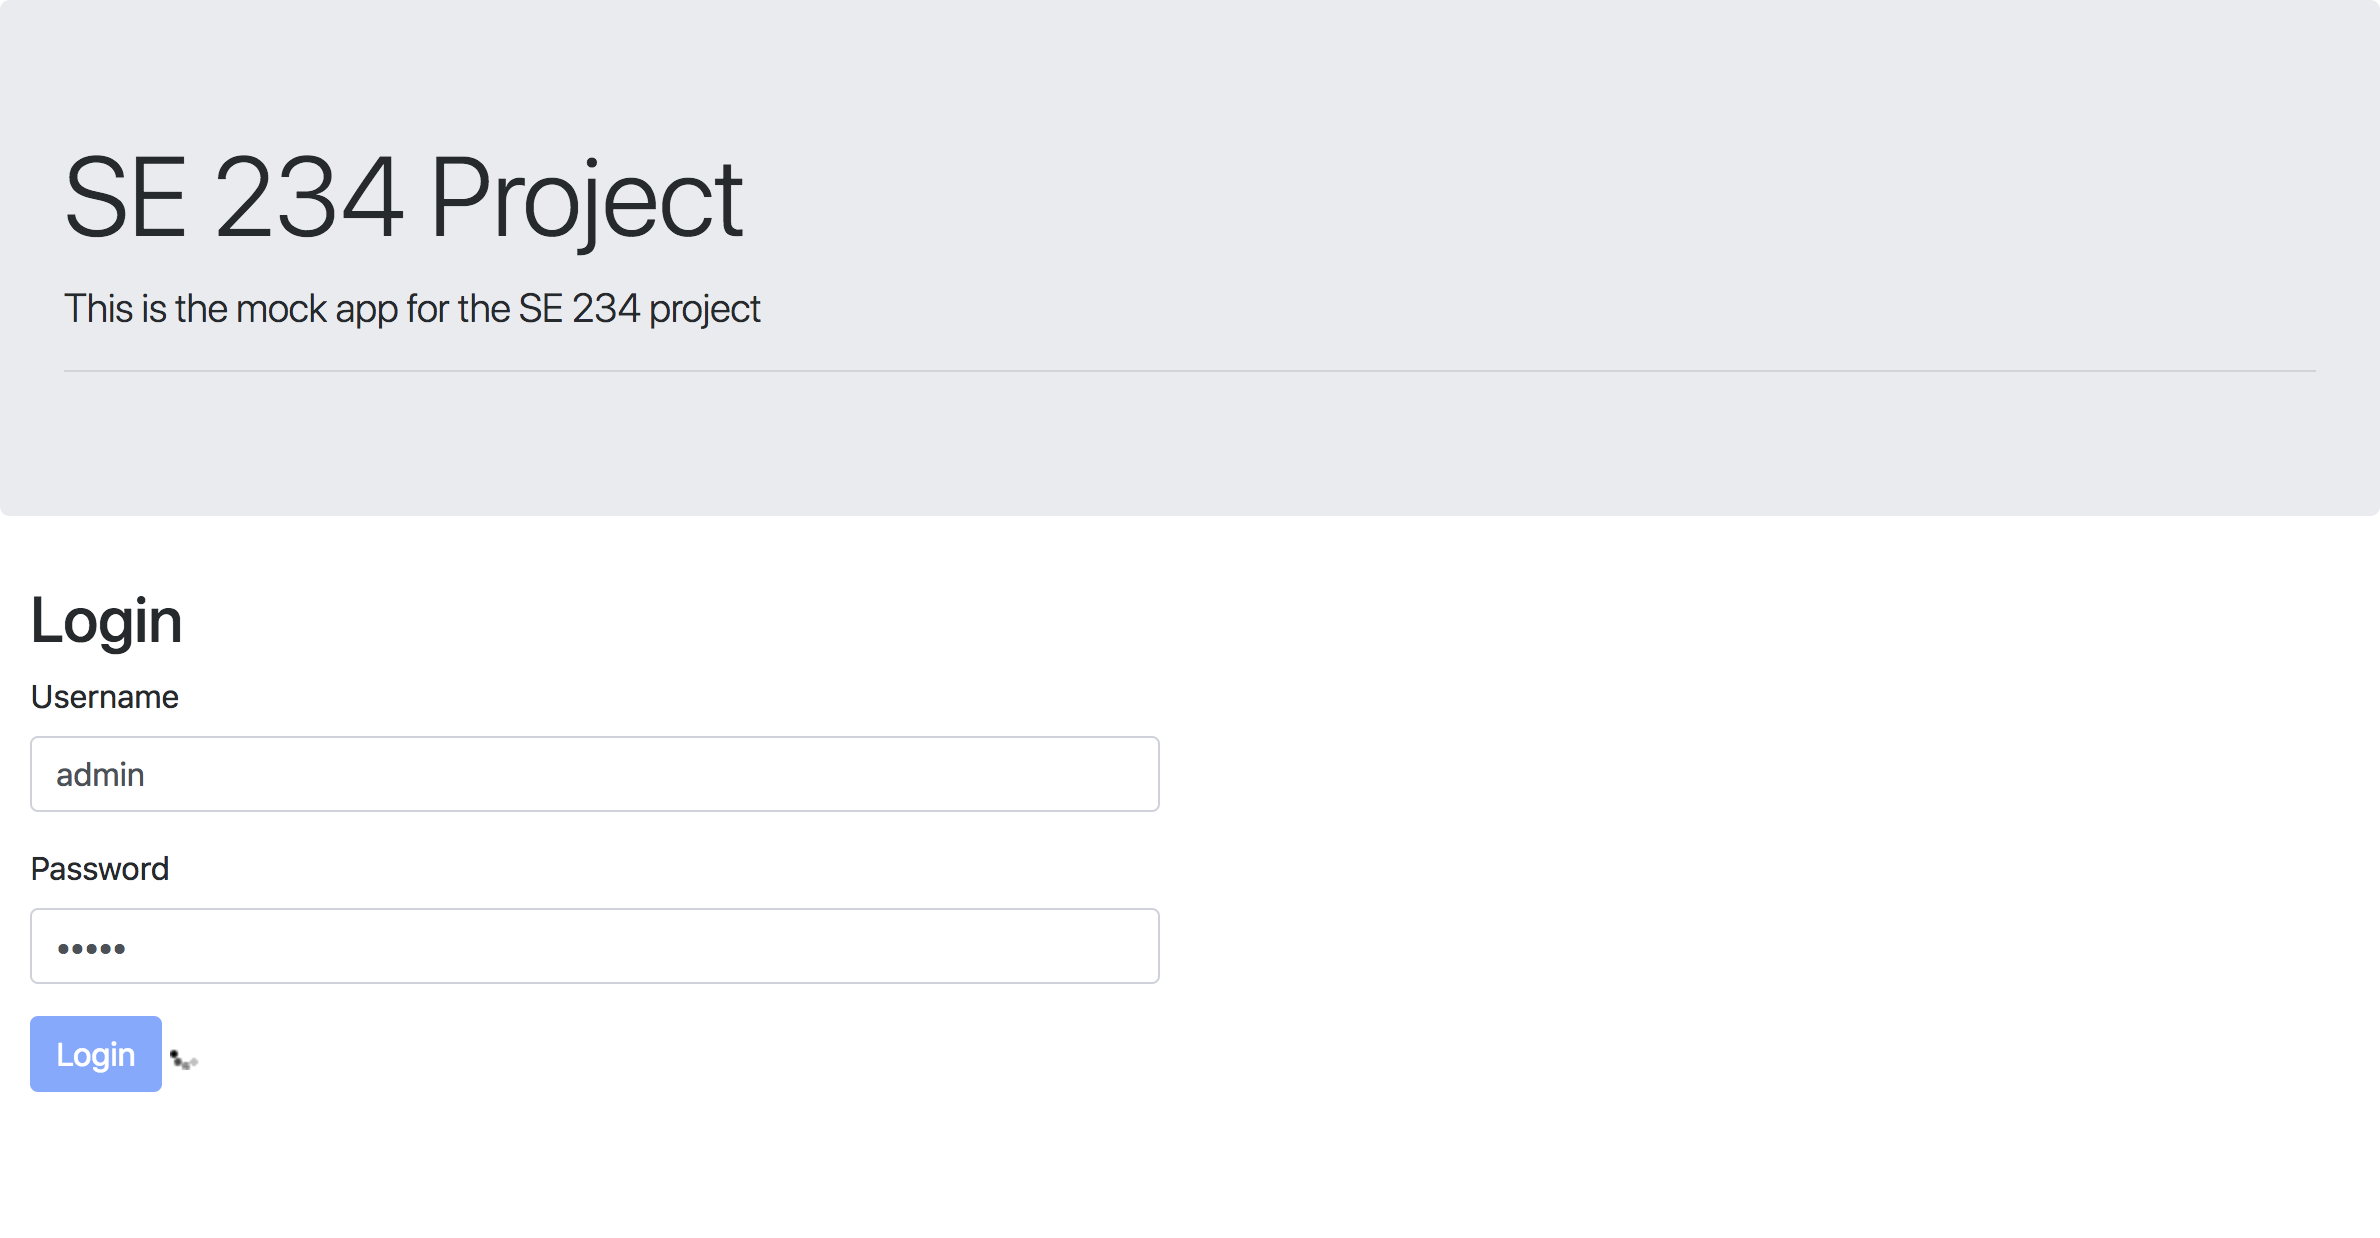 SE 234 Project
This is the mock app for the SE 234 project
Login
Username
admin
Password
•••••
Login